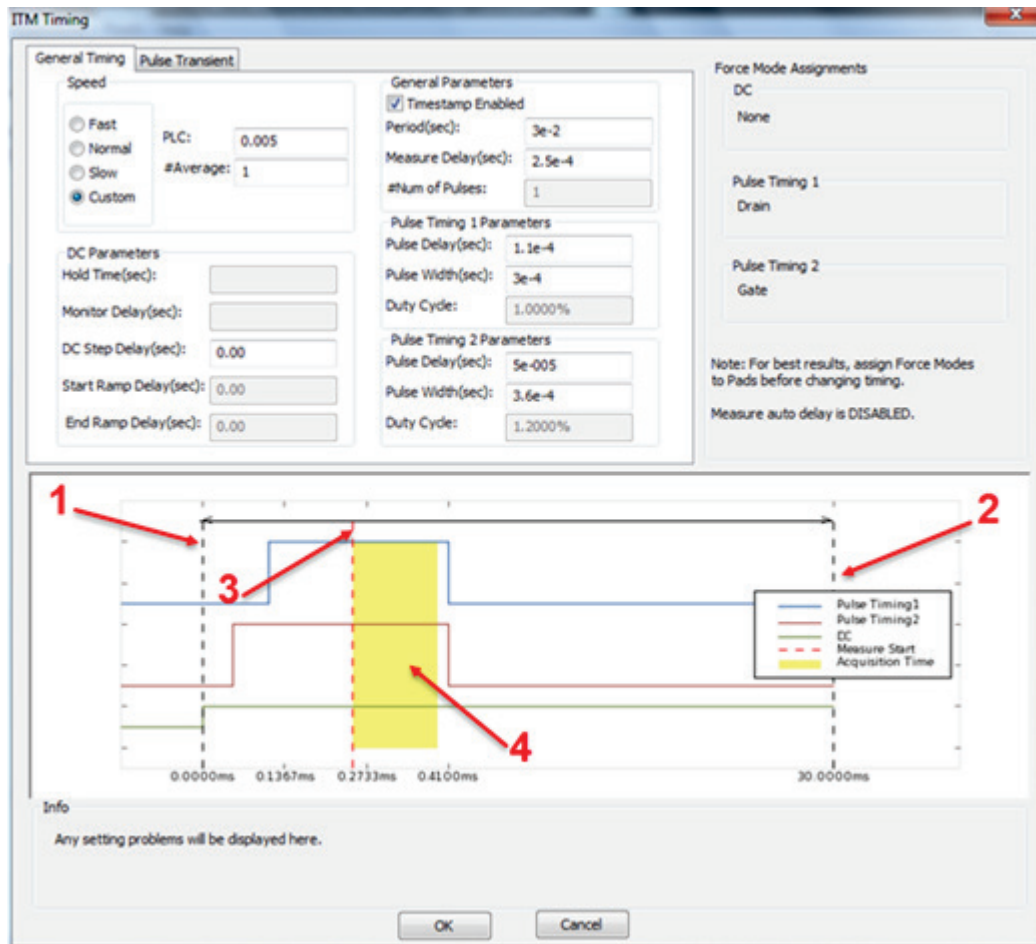 ITM Timing
General Timing
Pulse Transient
Speed
Fast
Normal
Slow
Custom
PLC: 0.005
#Average: 1
DC Parameters
Hold Time(sec):
Monitor Delay(sec):
DC Step Delay(sec): 0.00
Start Ramp Delay(sec): 0.00
End Ramp Delay(sec): 0.00
General Parameters
Timestamp Enabled
Period(sec): 3e-2
Measure Delay(sec): 2.5e-4
#Num of Pulses: 1
Pulse Timing 1 Parameters
Pulse Delay(sec): 1.1e-4
Pulse Width(sec): 3e-4
Duty Cycle: 1.0000%
Pulse Timing 2 Parameters
Pulse Delay(sec): 5e-005
Pulse Width(sec): 3.6e-4
Duty Cycle: 1.2000%
Force Mode Assignments
DC
None
Pulse Timing 1
Drain
Pulse Timing 2
Gate
Note: For best results, assign Force Modes
to Pads before changing timing.
Measure auto delay is DISABLED.
1
2
3
4
Pulse Timing1
Pulse Timing2
DC
Measure Start
Acquisition Time
0.0000ms 0.1367ms 0.2733ms 0.4100ms 30.0000ms
Info
Any setting problems will be displayed here.
OK
Cancel